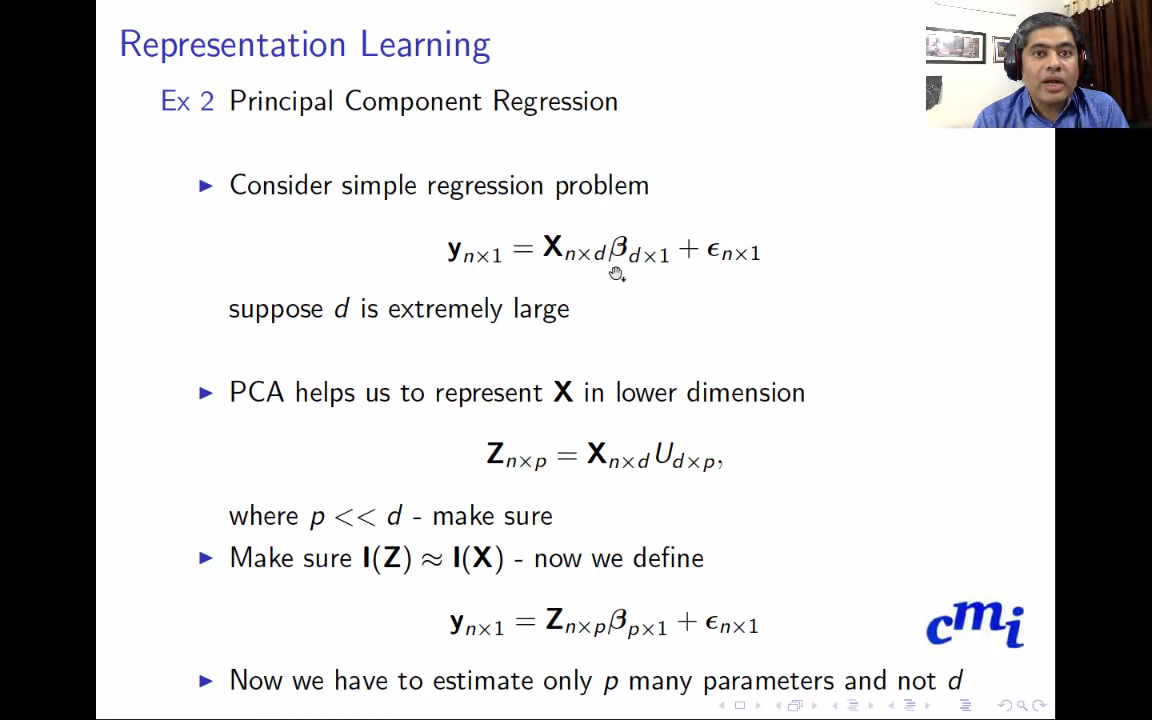 Representation Learning
Ex 2 Principal Component Regression
▶ Consider simple regression problem
y_{n×1} = X_{n×d}β_{d×1} + ϵ_{n×1}
suppose d is extremely large
▶ PCA helps us to represent X in lower dimension
Z_{n×p} = X_{n×d}U_{d×p},
where p << d - make sure
▶ Make sure I(Z) ≈ I(X) - now we define
y_{n×1} = Z_{n×p}β_{p×1} + ϵ_{n×1}
cmi
▶ Now we have to estimate only p many parameters and not d